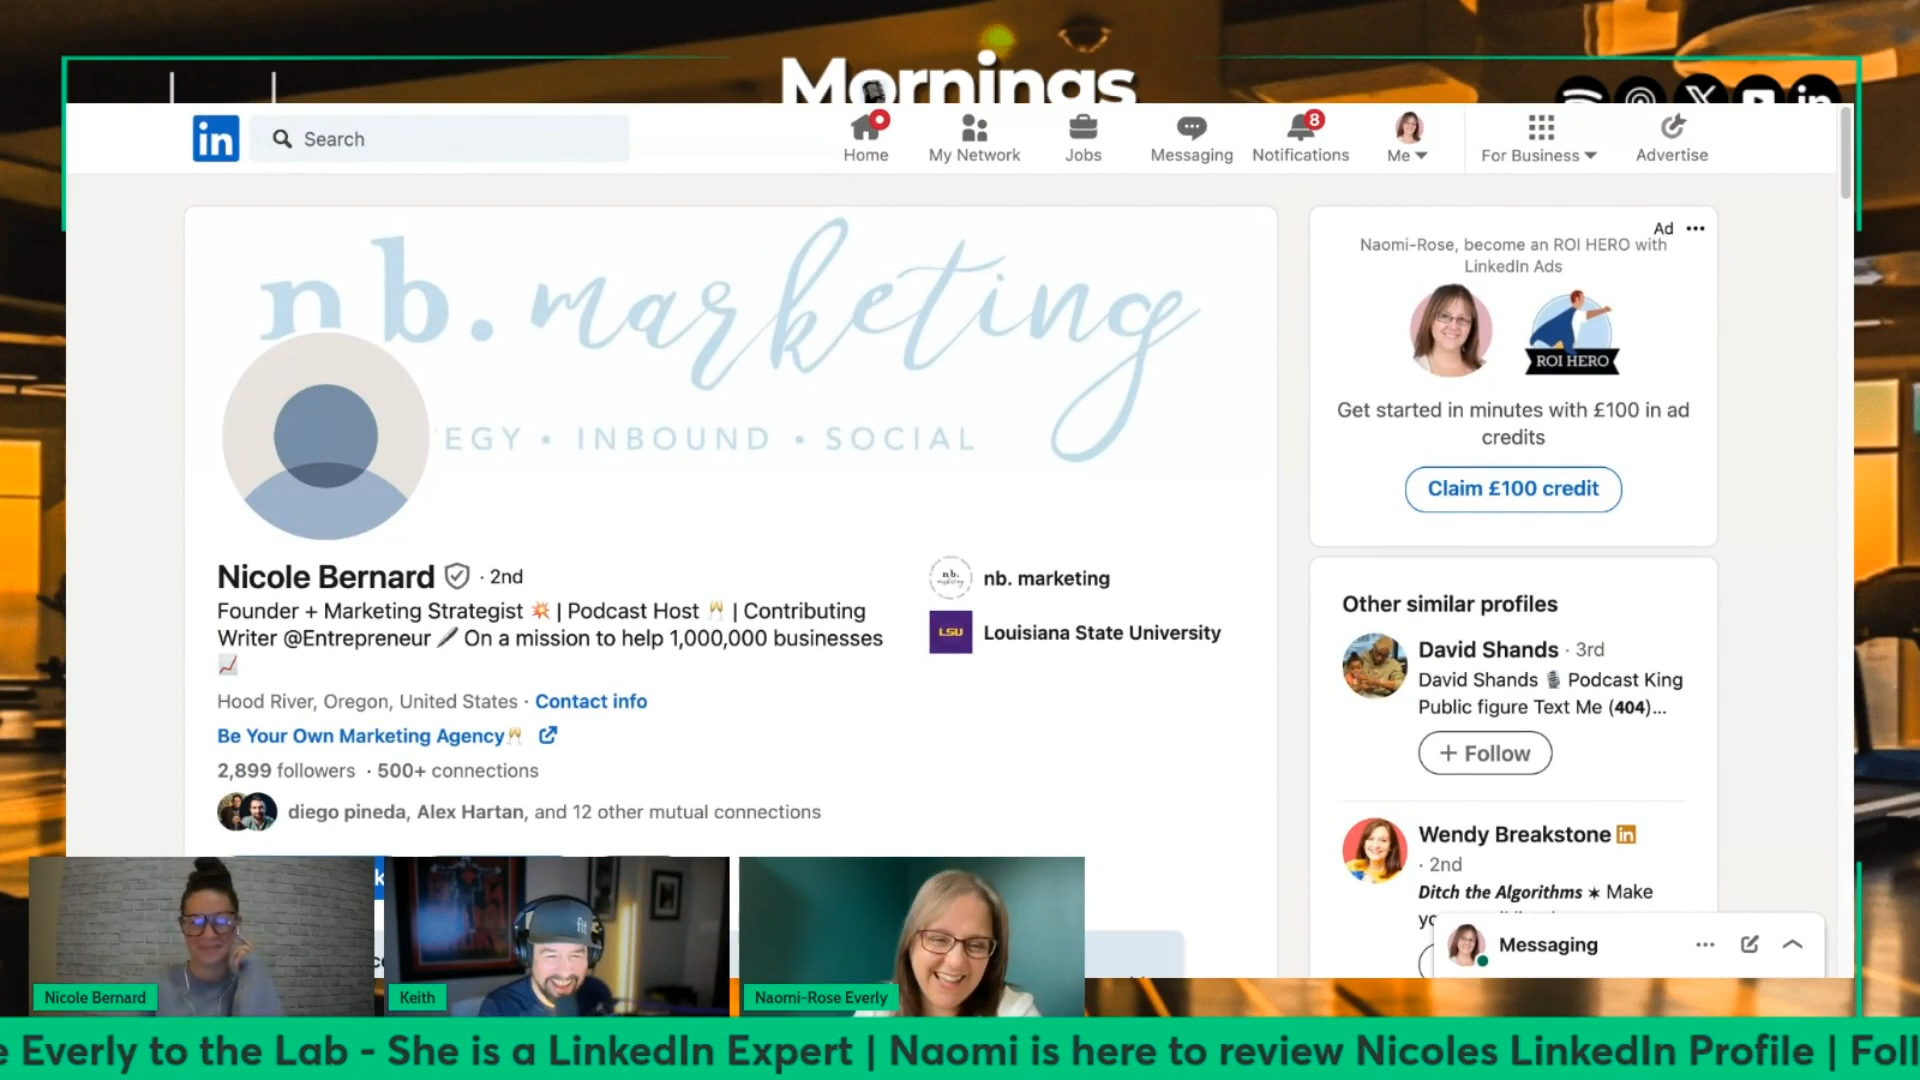 Mornings
in
Search
Home
My Network
Jobs
Messaging
8
Notifications
Me
For Business
Advertise
nb. marketing
EGY • INBOUND • SOCIAL
Nicole Bernard · 2nd
Founder + Marketing Strategist 💥 | Podcast Host 🥂 | Contributing
Writer @Entrepreneur 🖋 On a mission to help 1,000,000 businesses
📈
Hood River, Oregon, United States · Contact info
Be Your Own Marketing Agency🥂
2,899 followers · 500+ connections
diego pineda, Alex Hartan, and 12 other mutual connections
nb. marketing
LSU
Louisiana State University
Ad
Naomi-Rose, become an ROI HERO with
LinkedIn Ads
ROI HERO
Get started in minutes with £100 in ad
credits
Claim £100 credit
Other similar profiles
David Shands · 3rd
David Shands 🎙 Podcast King
Public figure Text Me (404)...
+ Follow
Wendy Breakstone in
· 2nd
Ditch the Algorithms ✶ Make
Messaging
fit
Nicole Bernard
Keith
Naomi-Rose Everly
e Everly to the Lab - She is a LinkedIn Expert | Naomi is here to review Nicoles LinkedIn Profile | Foll